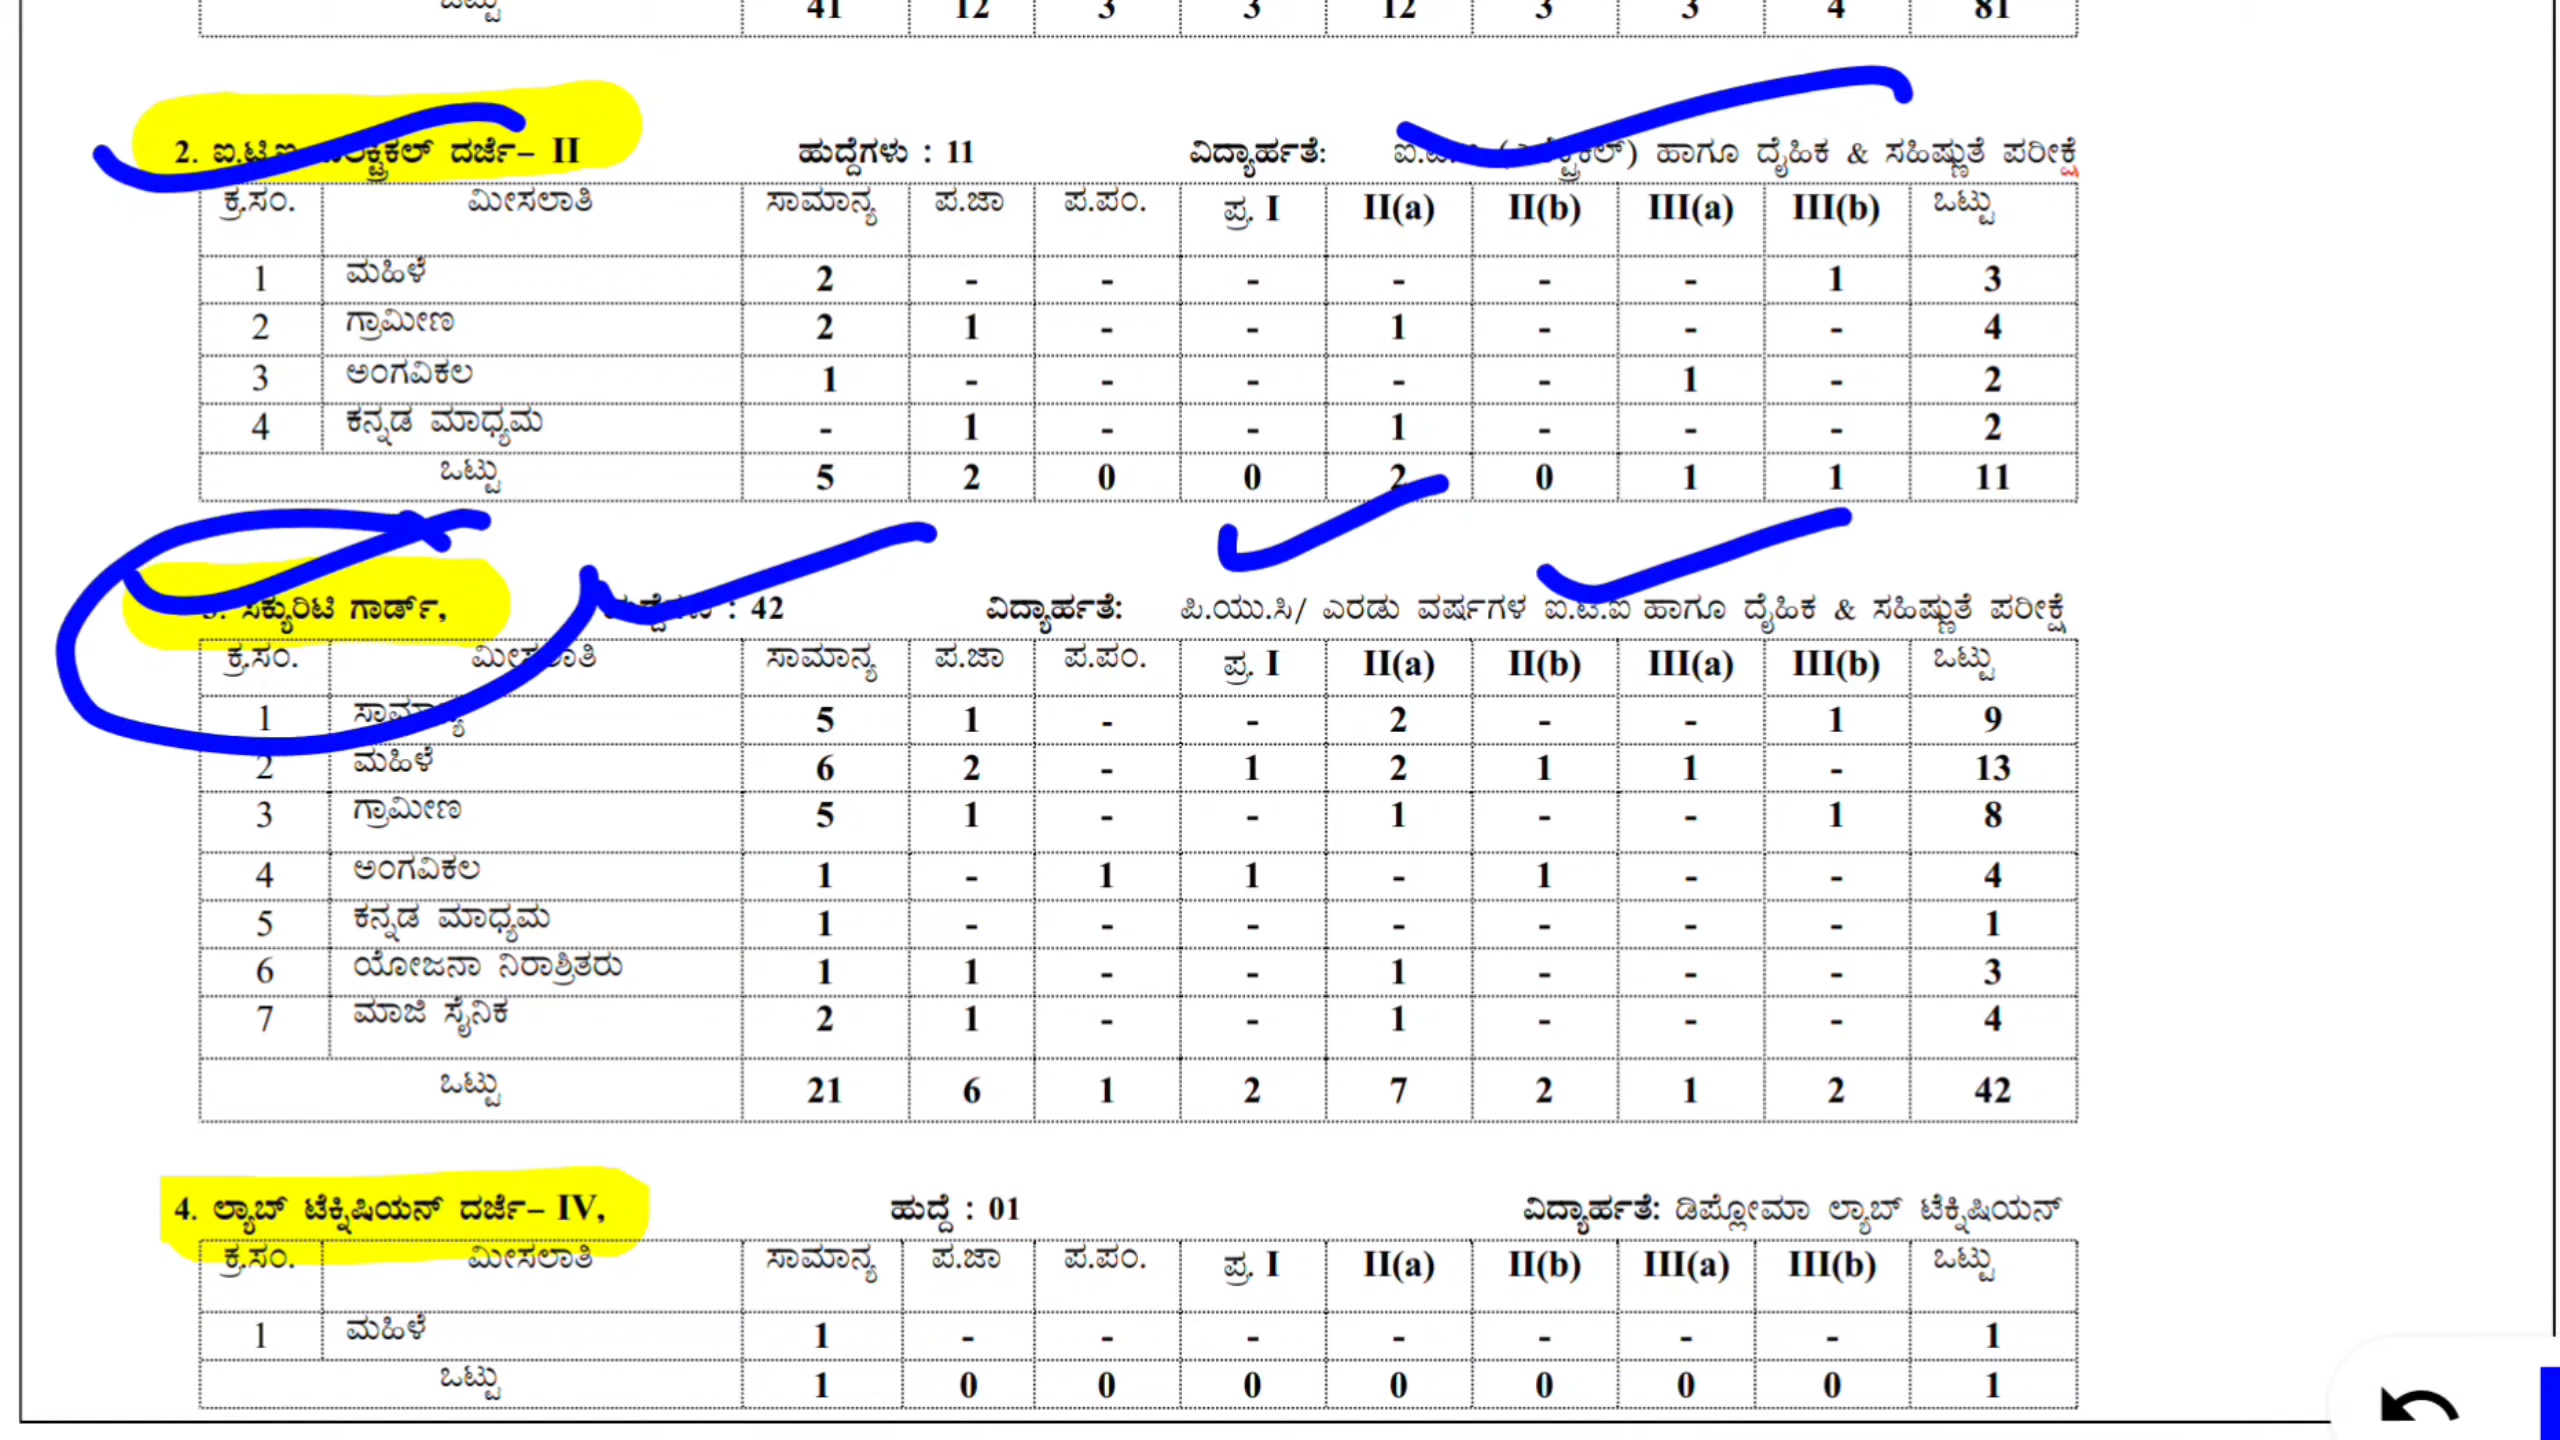 ಒಟ್ಟು 41 12 3 3 12 3 3 4 81
2. ದರ್ಜೆ– II ಹುದ್ದೆಗಳು : 11 ವಿದ್ಯಾರ್ಹತೆ: ಹಾಗೂ ದೈಹಿಕ & ಸಹಿಷ್ಣುತೆ ಪರೀಕ್ಷೆ
ಕ್ರ.ಸಂ. ಮೀಸಲಾತಿ ಸಾಮಾನ್ಯ ಪ.ಜಾ ಪ.ಪಂ. ಪ್ರ. I II(a) II(b) III(a) III(b) ಒಟ್ಟು
1 ಮಹಿಳೆ 2 - - - - - - 1 3
2 ಗ್ರಾಮೀಣ 2 1 - - 1 - - - 4
3 ಅಂಗವಿಕಲ 1 - - - - - 1 - 2
4 ಕನ್ನಡ ಮಾಧ್ಯಮ - 1 - - 1 - - - 2
ಒಟ್ಟು 5 2 0 0 2 0 1 1 11
ಸೆಕ್ಯುರಿಟಿ ಗಾರ್ಡ್, : 42 ವಿದ್ಯಾರ್ಹತೆ: ಪಿ.ಯು.ಸಿ/ ಎರಡು ವರ್ಷಗಳ ಐ.ಟಿ.ಐ ಹಾಗೂ ದೈಹಿಕ & ಸಹಿಷ್ಣುತೆ ಪರೀಕ್ಷೆ
ಕ್ರ.ಸಂ. ಮೀಸಲಾತಿ ಸಾಮಾನ್ಯ ಪ.ಜಾ ಪ.ಪಂ. ಪ್ರ. I II(a) II(b) III(a) III(b) ಒಟ್ಟು
1 ಸಾಮಾನ್ಯ 5 1 - - 2 - - 1 9
2 ಮಹಿಳೆ 6 2 - 1 2 1 1 - 13
3 ಗ್ರಾಮೀಣ 5 1 - - 1 - - 1 8
4 ಅಂಗವಿಕಲ 1 - 1 1 - 1 - - 4
5 ಕನ್ನಡ ಮಾಧ್ಯಮ 1 - - - - - - - 1
6 ಯೋಜನಾ ನಿರಾಶ್ರಿತರು 1 1 - - 1 - - - 3
7 ಮಾಜಿ ಸೈನಿಕ 2 1 - - 1 - - - 4
ಒಟ್ಟು 21 6 1 2 7 2 1 2 42
4. ಲ್ಯಾಬ್ ಟೆಕ್ನಿಷಿಯನ್ ದರ್ಜೆ– IV, ಹುದ್ದೆ : 01 ವಿದ್ಯಾರ್ಹತೆ: ಡಿಪ್ಲೋಮಾ ಲ್ಯಾಬ್ ಟೆಕ್ನಿಷಿಯನ್
ಕ್ರ.ಸಂ. ಮೀಸಲಾತಿ ಸಾಮಾನ್ಯ ಪ.ಜಾ ಪ.ಪಂ. ಪ್ರ. I II(a) II(b) III(a) III(b) ಒಟ್ಟು
1 ಮಹಿಳೆ 1 - - - - - - - 1
ಒಟ್ಟು 1 0 0 0 0 0 0 0 1